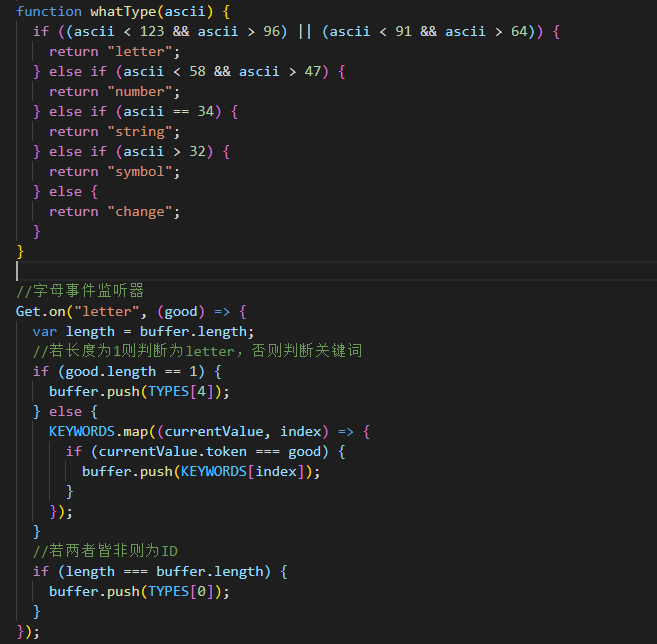 function whatType(ascii) {
  if ((ascii < 123 && ascii > 96) || (ascii < 91 && ascii > 64)) {
    return "letter";
  } else if (ascii < 58 && ascii > 47) {
    return "number";
  } else if (ascii == 34) {
    return "string";
  } else if (ascii > 32) {
    return "symbol";
  } else {
    return "change";
  }
}
//字母事件监听器
Get.on("letter", (good) => {
  var length = buffer.length;
  //若长度为1则判断为letter，否则判断关键词
  if (good.length == 1) {
    buffer.push(TYPES[4]);
  } else {
    KEYWORDS.map((currentValue, index) => {
      if (currentValue.token === good) {
        buffer.push(KEYWORDS[index]);
      }
    });
  }
  //若两者皆非则为ID
  if (length === buffer.length) {
    buffer.push(TYPES[0]);
  }
});